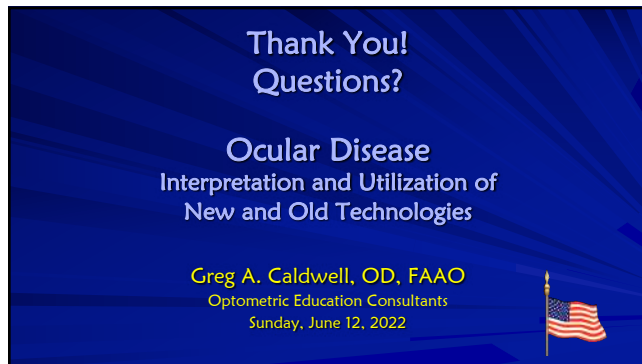 Thank You!
Questions?
Ocular Disease
Interpretation and Utilization of
New and Old Technologies
Greg A. Caldwell, OD, FAAO
Optometric Education Consultants
Sunday, June 12, 2022